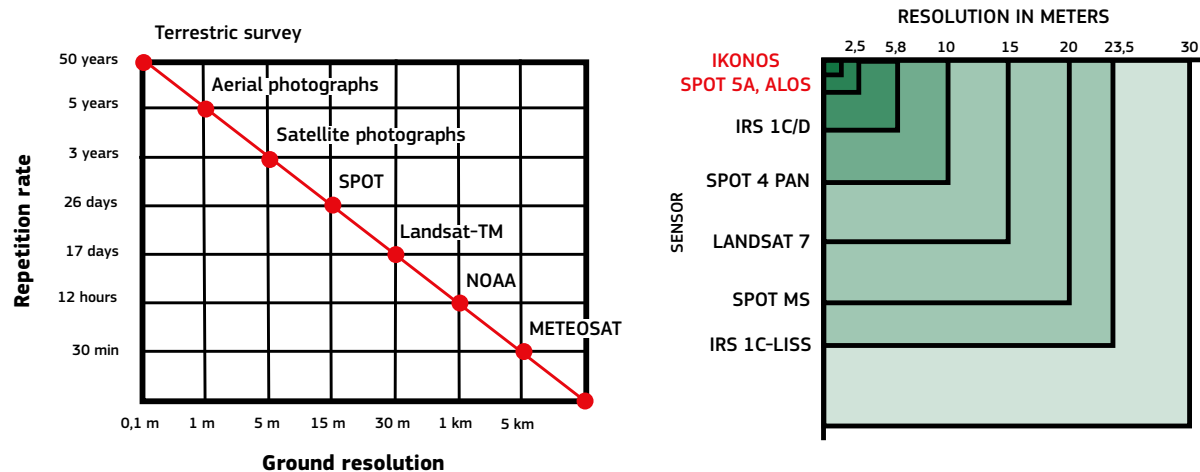 Terrestric survey
50 years
Aerial photographs
5 years
Satellite photographs
3 years
SPOT
26 days
Landsat-TM
17 days
NOAA
12 hours
METEOSAT
30 min
Repetition rate
0,1 m 1 m 5 m 15 m 30 m 1 km 5 km
Ground resolution
RESOLUTION IN METERS
2,5 5,8 10 15 20 23,5 30
IKONOS
SPOT 5A, ALOS
IRS 1C/D
SPOT 4 PAN
SENSOR
LANDSAT 7
SPOT MS
IRS 1C-LISS